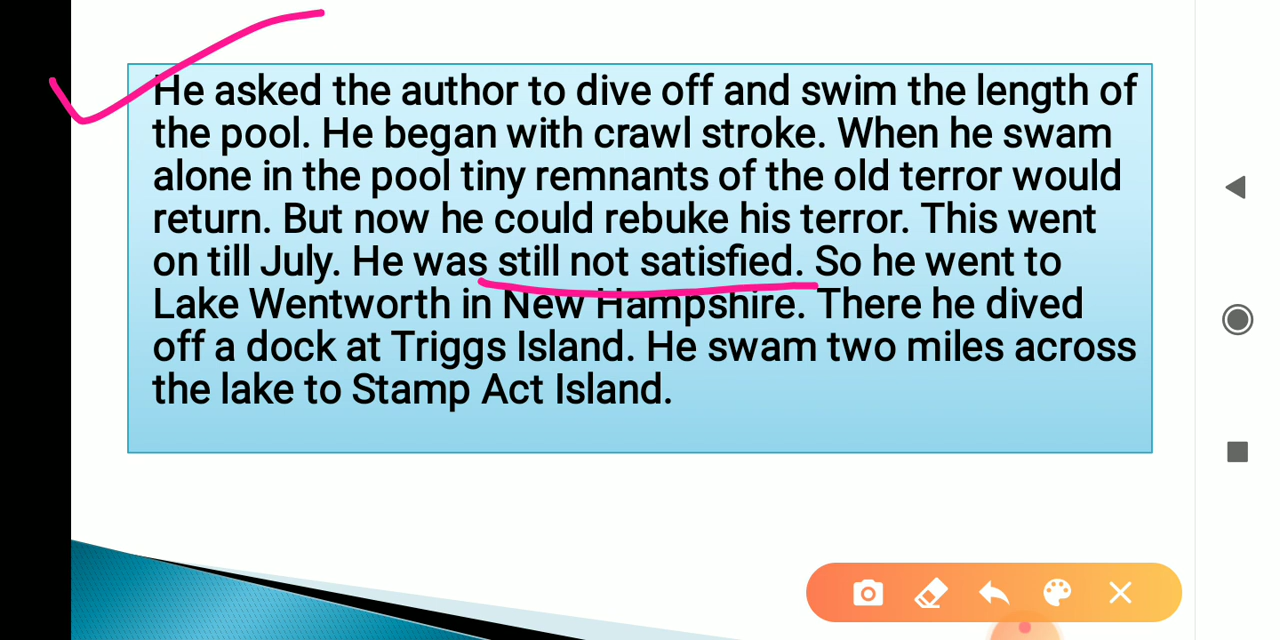 He asked the author to dive off and swim the length of
the pool. He began with crawl stroke. When he swam
alone in the pool tiny remnants of the old terror would
return. But now he could rebuke his terror. This went
on till July. He was still not satisfied. So he went to
Lake Wentworth in New Hampshire. There he dived
off a dock at Triggs Island. He swam two miles across
the lake to Stamp Act Island.